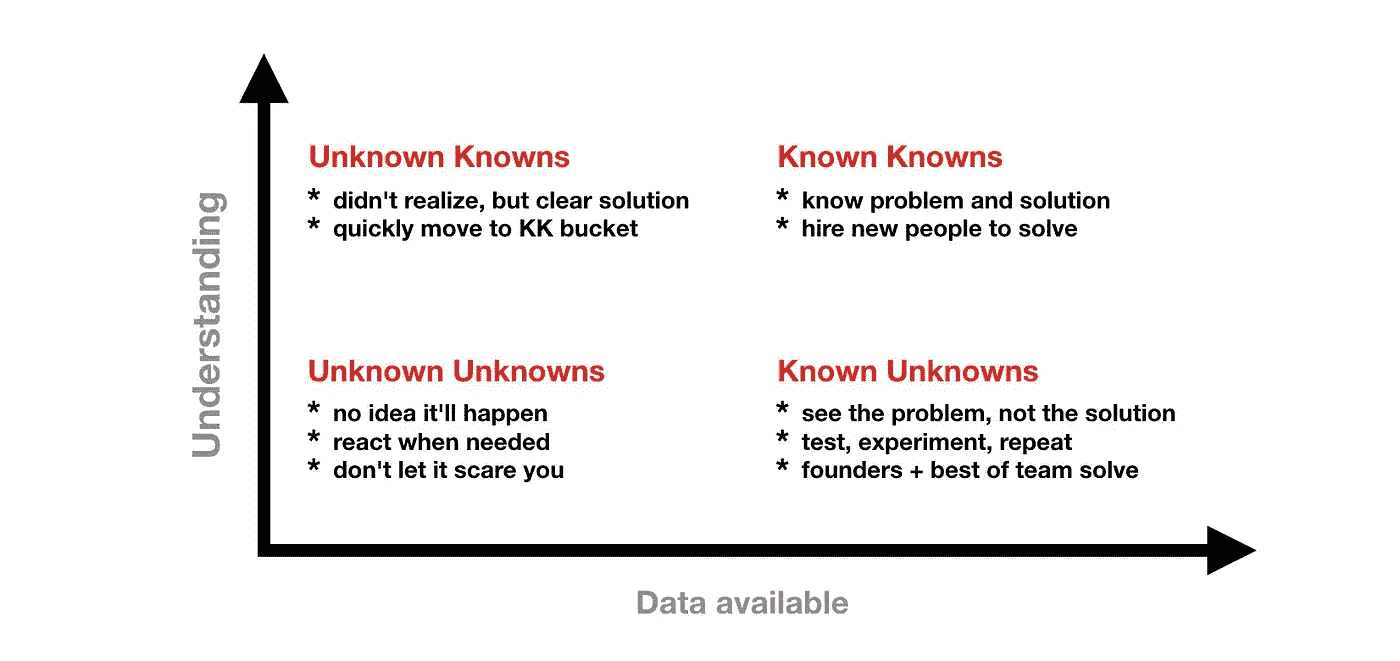 Understanding
Unknown Knowns
* didn't realize, but clear solution
* quickly move to KK bucket
Known Knowns
* know problem and solution
* hire new people to solve
Unknown Unknowns
* no idea it'll happen
* react when needed
* don't let it scare you
Known Unknowns
* see the problem, not the solution
* test, experiment, repeat
* founders + best of team solve
Data available